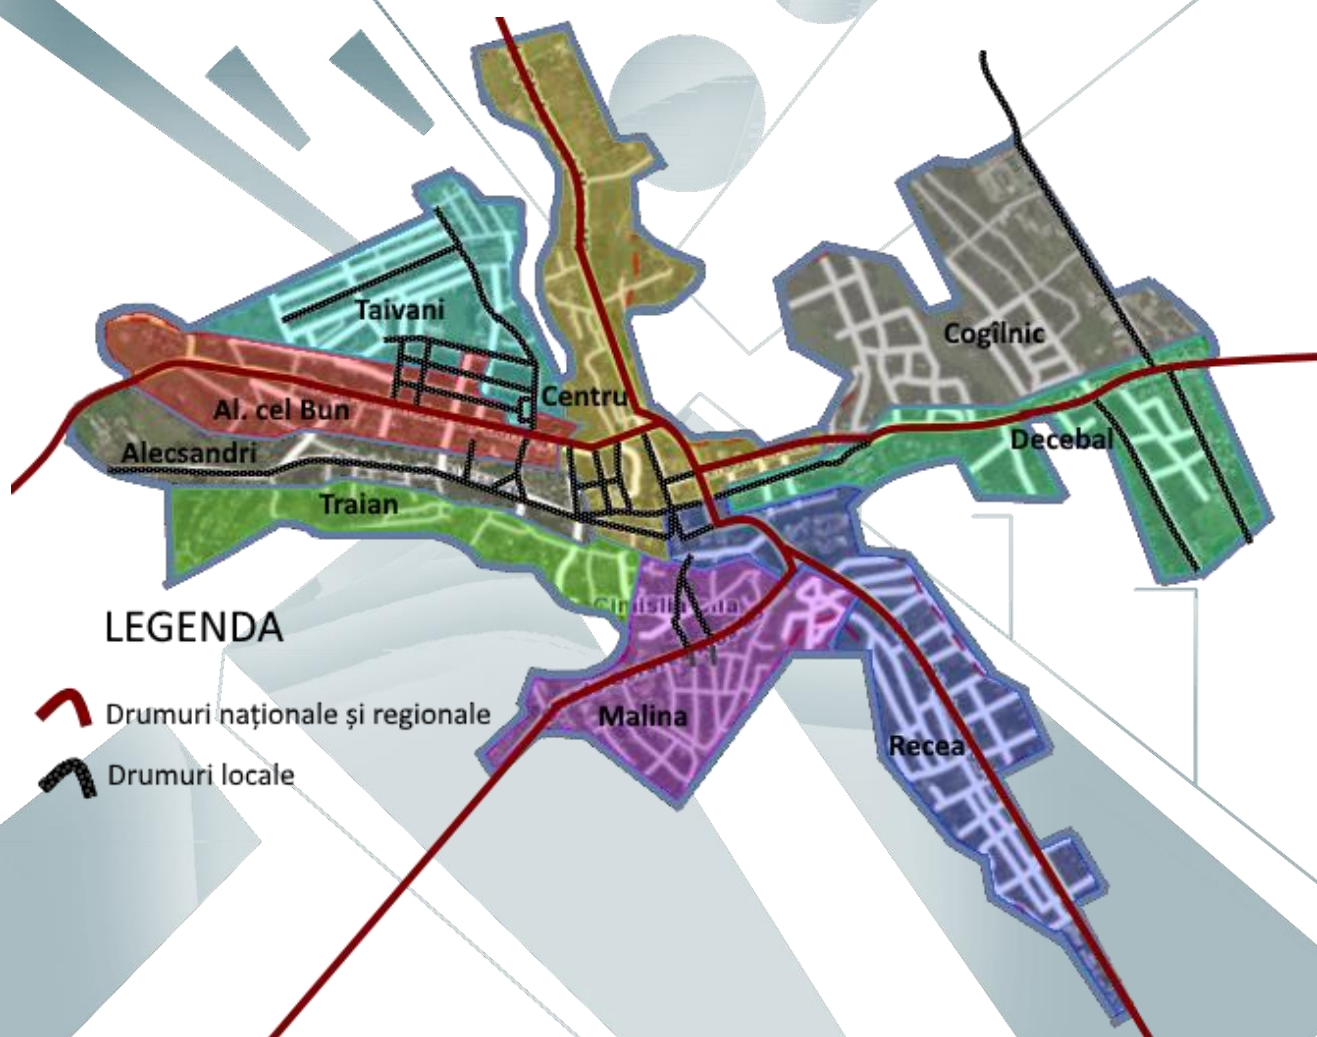 Taivani
Cogîlnic
Centru
Al. cel Bun
Decebal
Alecsandri
Traian
LEGENDA
Drumuri naționale și regionale
Malina
Recea
Drumuri locale